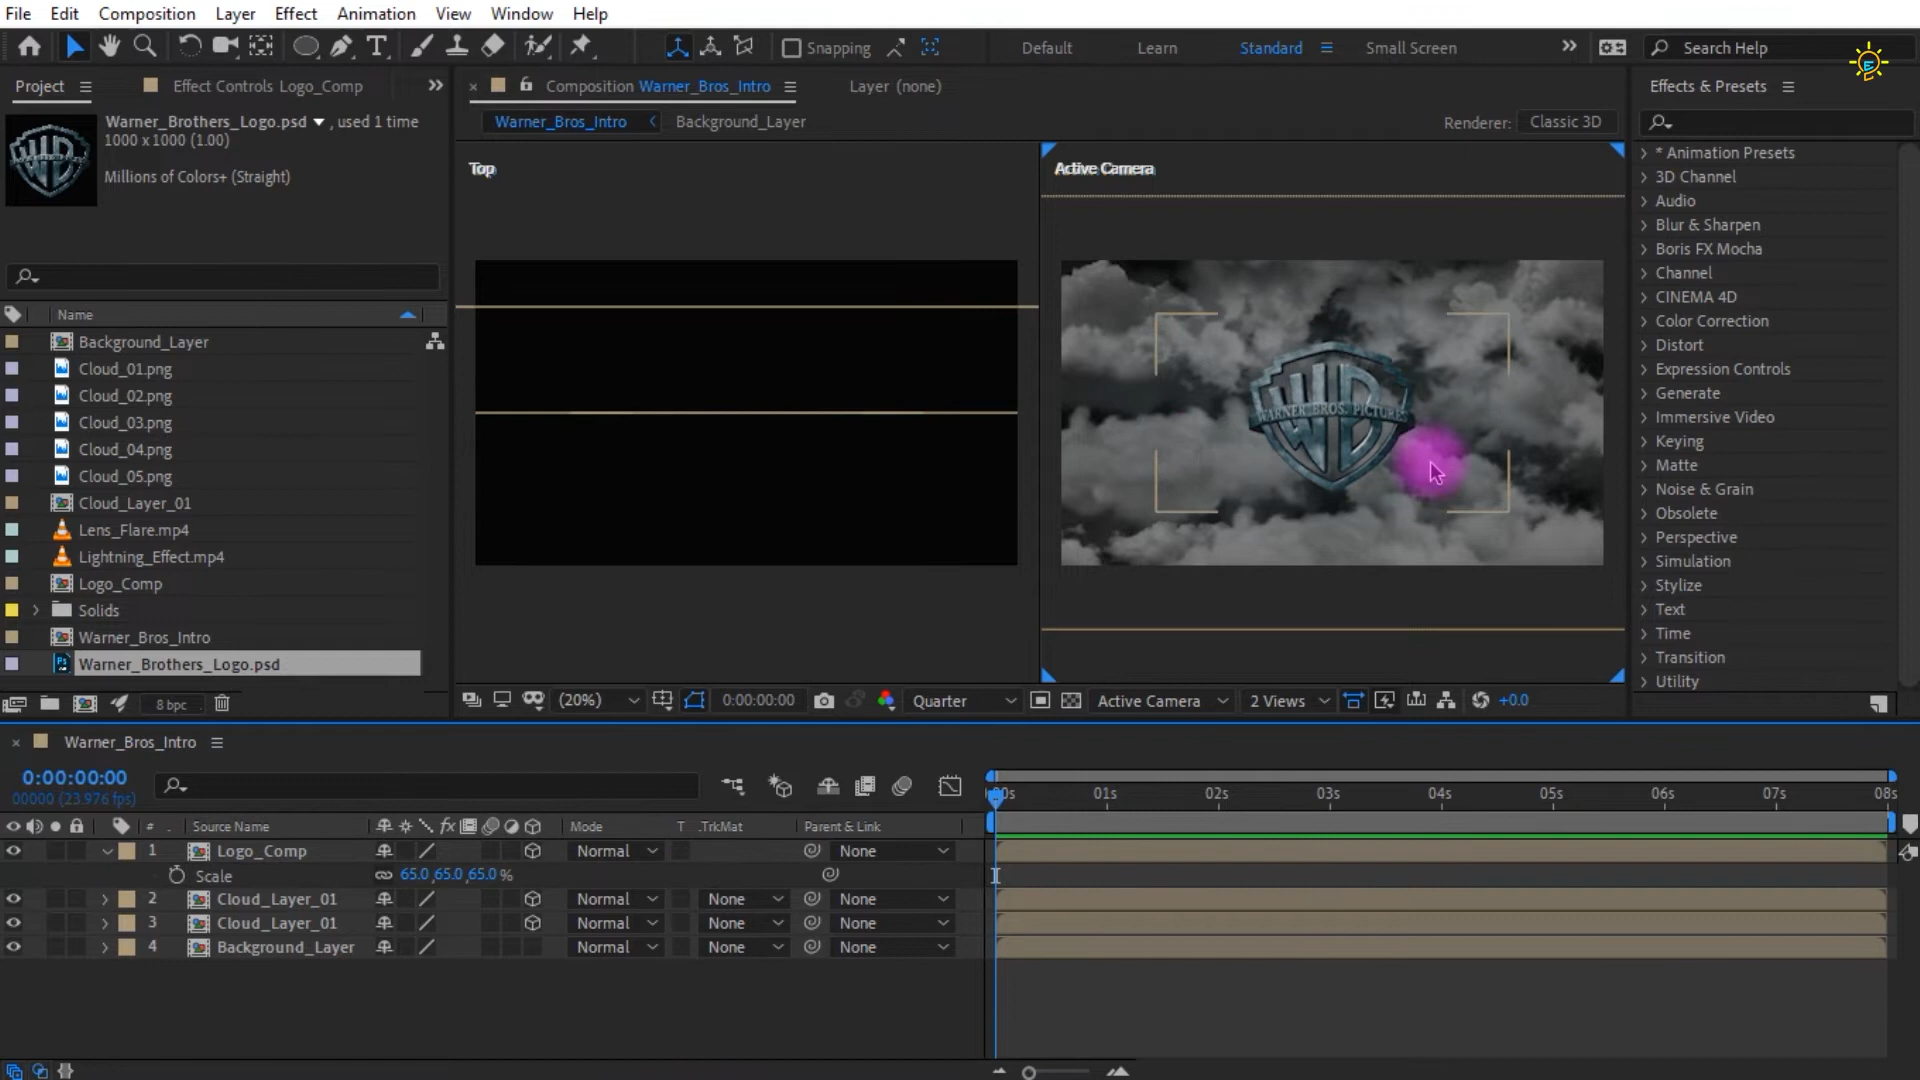 File Edit Composition Layer Effect Animation View Window Help
Snapping Default Learn Standard Small Screen Search Help
Project Effect Controls Logo_Comp
Composition Warner_Bros_Intro Layer (none)
Effects & Presets
Warner_Brothers_Logo.psd , used 1 time
1000 x 1000 (1.00)
Millions of Colors+ (Straight)
Warner_Bros_Intro Background_Layer
Renderer: Classic 3D
Top
Active Camera
WARNER BROS. PICTURES
Name
Background_Layer
Cloud_01.png
Cloud_02.png
Cloud_03.png
Cloud_04.png
Cloud_05.png
Cloud_Layer_01
Lens_Flare.mp4
Lightning_Effect.mp4
Logo_Comp
Solids
Warner_Bros_Intro
Warner_Brothers_Logo.psd
8 bpc
* Animation Presets
3D Channel
Audio
Blur & Sharpen
Boris FX Mocha
Channel
CINEMA 4D
Color Correction
Distort
Expression Controls
Generate
Immersive Video
Keying
Matte
Noise & Grain
Obsolete
Perspective
Simulation
Stylize
Text
Time
Transition
Utility
(20%) 0:00:00:00 Quarter Active Camera 2 Views +0.0
Warner_Bros_Intro
0:00:00:00
00000 (23.976 fps)
00s 01s 02s 03s 04s 05s 06s 07s 08s
# . Source Name fx Mode T .TrkMat Parent & Link
1 Logo_Comp Normal None
Scale 65.0,65.0,65.0 %
2 Cloud_Layer_01 Normal None None
3 Cloud_Layer_01 Normal None None
4 Background_Layer Normal None None